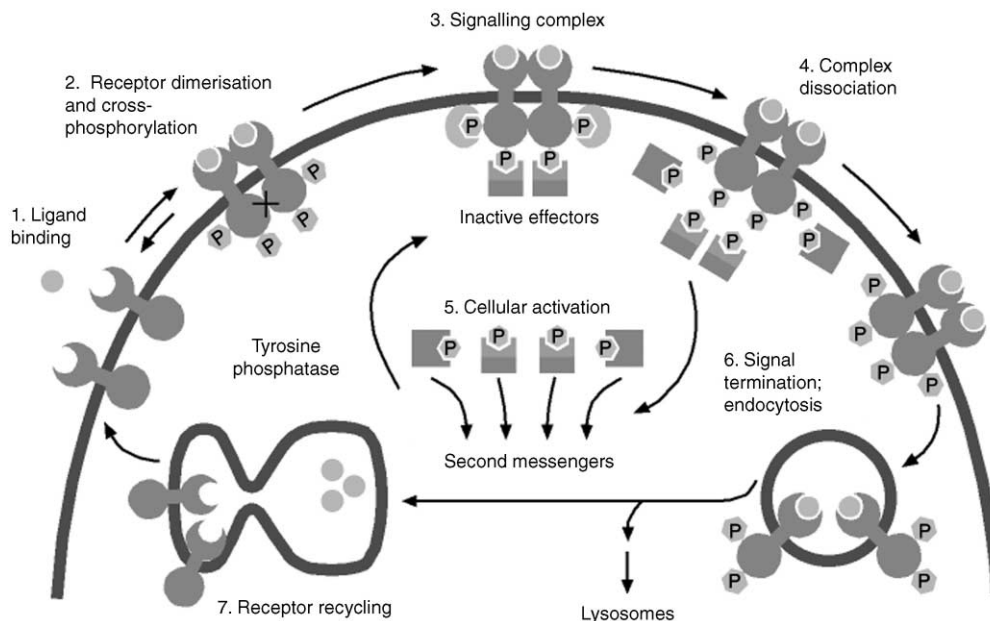 3. Signalling complex
2. Receptor dimerisation
and cross-
phosphorylation
4. Complex
dissociation
1. Ligand
binding
P
P
P
P
P
P
P
P
Inactive effectors
P
P
P
P
P
P
P
P
P
P
P
P
P
P
5. Cellular activation
P
P
P
P
Tyrosine
phosphatase
6. Signal
termination;
endocytosis
Second messengers
P
P
P
P
7. Receptor recycling
Lysosomes